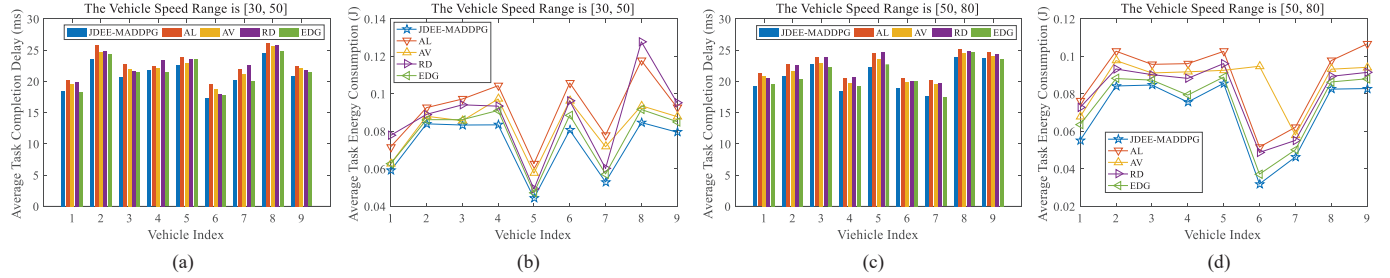 The Vehicle Speed Range is [30, 50]
Average Task Completion Delay (ms)
30
25
20
15
10
5
0
JDEE-MADDPG AL AV RD EDG
1 2 3 4 5 6 7 8 9
Vehicle Index
(a)
The Vehicle Speed Range is [30, 50]
Average Task Energy Consumption (J)
0.14
0.12
0.1
0.08
0.06
0.04
JDEE-MADDPG
AL
AV
RD
EDG
1 2 3 4 5 6 7 8 9
Vehicle Index
(b)
The Vehicle Speed Range is [50, 80]
Average Task Completion Delay (ms)
30
25
20
15
10
5
0
JDEE-MADDPG AL AV RD EDG
1 2 3 4 5 6 7 8 9
Viehicle Index
(c)
The Vehicle Speed Range is [50, 80]
Average Task Energy Consumption (J)
0.12
0.1
0.08
0.06
0.04
0.02
JDEE-MADDPG
AL
AV
RD
EDG
1 2 3 4 5 6 7 8 9
Vehicle Index
(d)